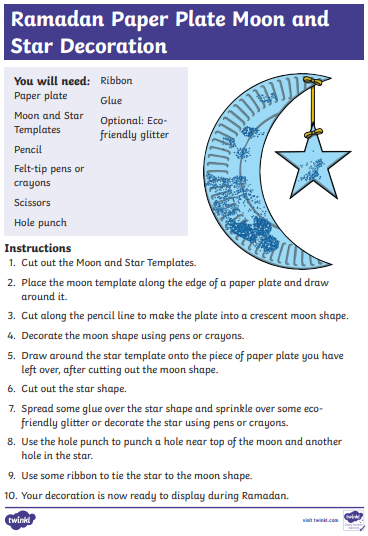 Ramadan Paper Plate Moon and
Star Decoration
You will need:
Paper plate
Moon and Star
Templates
Pencil
Felt-tip pens or
crayons
Scissors
Hole punch
Ribbon
Glue
Optional: Eco-
friendly glitter
Instructions
1. Cut out the Moon and Star Templates.
2. Place the moon template along the edge of a paper plate and draw
around it.
3. Cut along the pencil line to make the plate into a crescent moon shape.
4. Decorate the moon shape using pens or crayons.
5. Draw around the star template onto the piece of paper plate you have
left over, after cutting out the moon shape.
6. Cut out the star shape.
7. Spread some glue over the star shape and sprinkle over some eco-
friendly glitter or decorate the star using pens or crayons.
8. Use the hole punch to punch a hole near top of the moon and another
hole in the star.
9. Use some ribbon to tie the star to the moon shape.
10. Your decoration is now ready to display during Ramadan.
twinkl
visit twinkl.com
twinkl